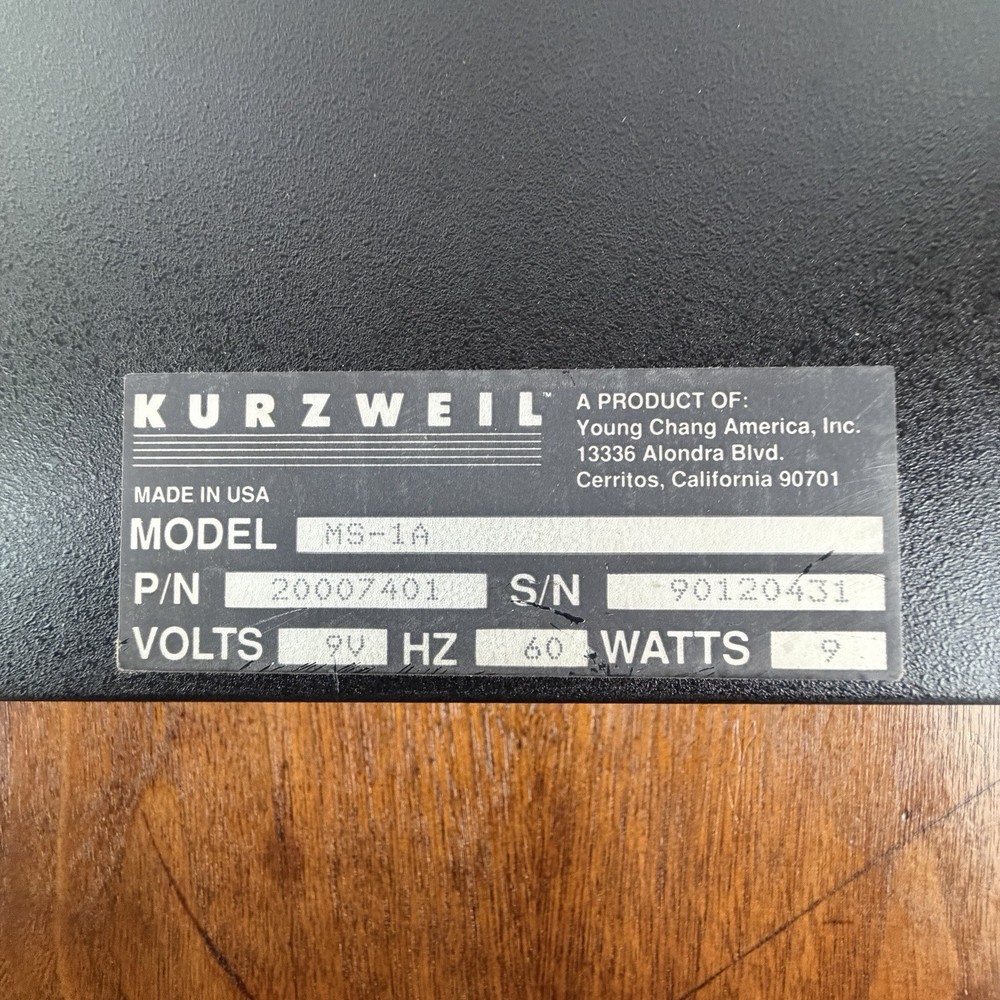 KURZWEIL™
A PRODUCT OF:
Young Chang America, Inc.
13336 Alondra Blvd.
Cerritos, California 90701
MADE IN USA
MODEL MS-1A
P/N 20007401 S/N 90120431
VOLTS 9V HZ 60 WATTS 9